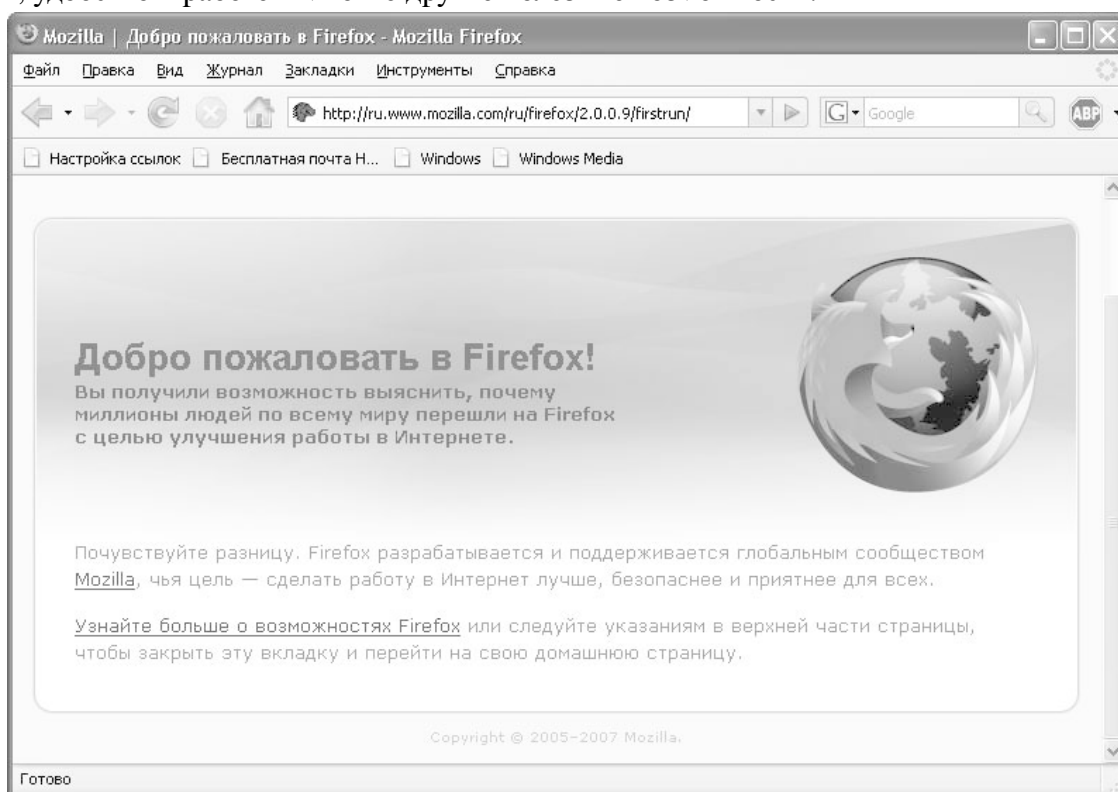 Mozilla | Добро пожаловать в Firefox - Mozilla Firefox
Файл Правка Вид Журнал Закладки Инструменты Справка
http://ru.www.mozilla.com/ru/firefox/2.0.0.9/firstrun/ G Google ABP
Настройка ссылок Бесплатная почта H... Windows Windows Media
Добро пожаловать в Firefox!
Вы получили возможность выяснить, почему
миллионы людей по всему миру перешли на Firefox
с целью улучшения работы в Интернете.
Почувствуйте разницу. Firefox разрабатывается и поддерживается глобальным сообществом
Mozilla, чья цель — сделать работу в Интернет лучше, безопаснее и приятнее для всех.
Узнайте больше о возможностях Firefox или следуйте указаниям в верхней части страницы,
чтобы закрыть эту вкладку и перейти на свою домашнюю страницу.
Copyright © 2005–2007 Mozilla.
Готово